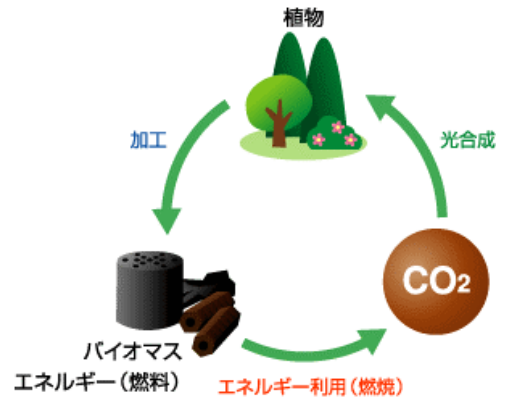 植物
加工
光合成
CO₂
バイオマス
エネルギー（燃料）
エネルギー利用（燃焼）